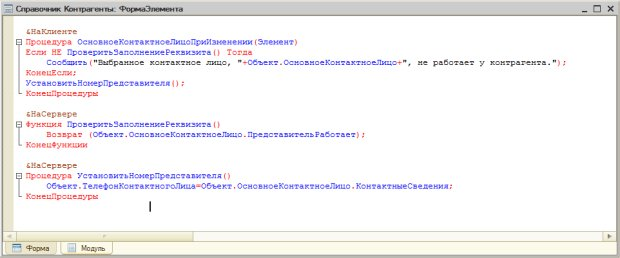 Справочник Контрагенты: ФормаЭлемента
&НаКлиенте
Процедура ОсновноеКонтактноеЛицоПриИзменении(Элемент)
Если НЕ ПроверитьЗаполнениеРеквизита() Тогда
Сообщить("Выбранное контактное лицо, "+Объект.ОсновноеКонтактноеЛицо+", не работает у контрагента.");
КонецЕсли;
УстановитьНомерПредставителя();
КонецПроцедуры
&НаСервере
Функция ПроверитьЗаполнениеРеквизита()
Возврат (Объект.ОсновноеКонтактноеЛицо.ПредставительРаботает);
КонецФункции
&НаСервере
Процедура УстановитьНомерПредставителя()
Объект.ТелефонКонтактногоЛица=Объект.ОсновноеКонтактноеЛицо.КонтактныеСведения;
КонецПроцедуры
Форма
Модуль